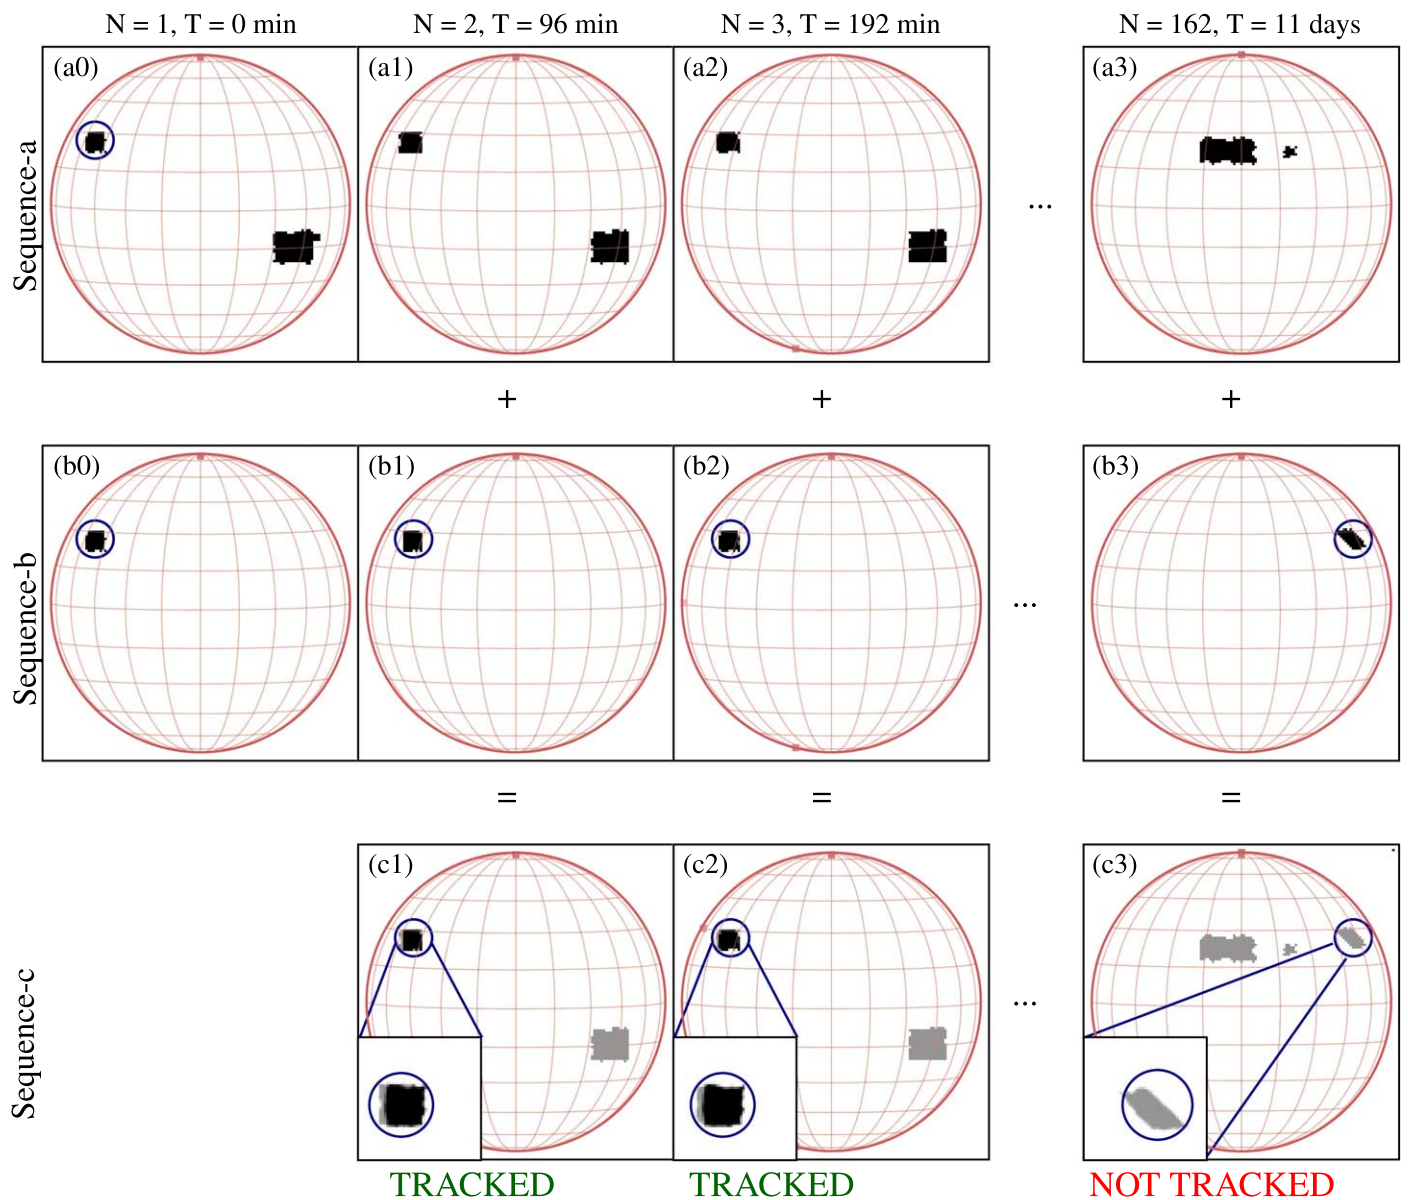 N = 1, T = 0 min
N = 2, T = 96 min
N = 3, T = 192 min
N = 162, T = 11 days
Sequence-a
(a0)
(a1)
(a2)
...
(a3)
+
+
+
Sequence-b
(b0)
(b1)
(b2)
...
(b3)
=
=
=
Sequence-c
(c1)
(c2)
...
(c3)
TRACKED
TRACKED
NOT TRACKED